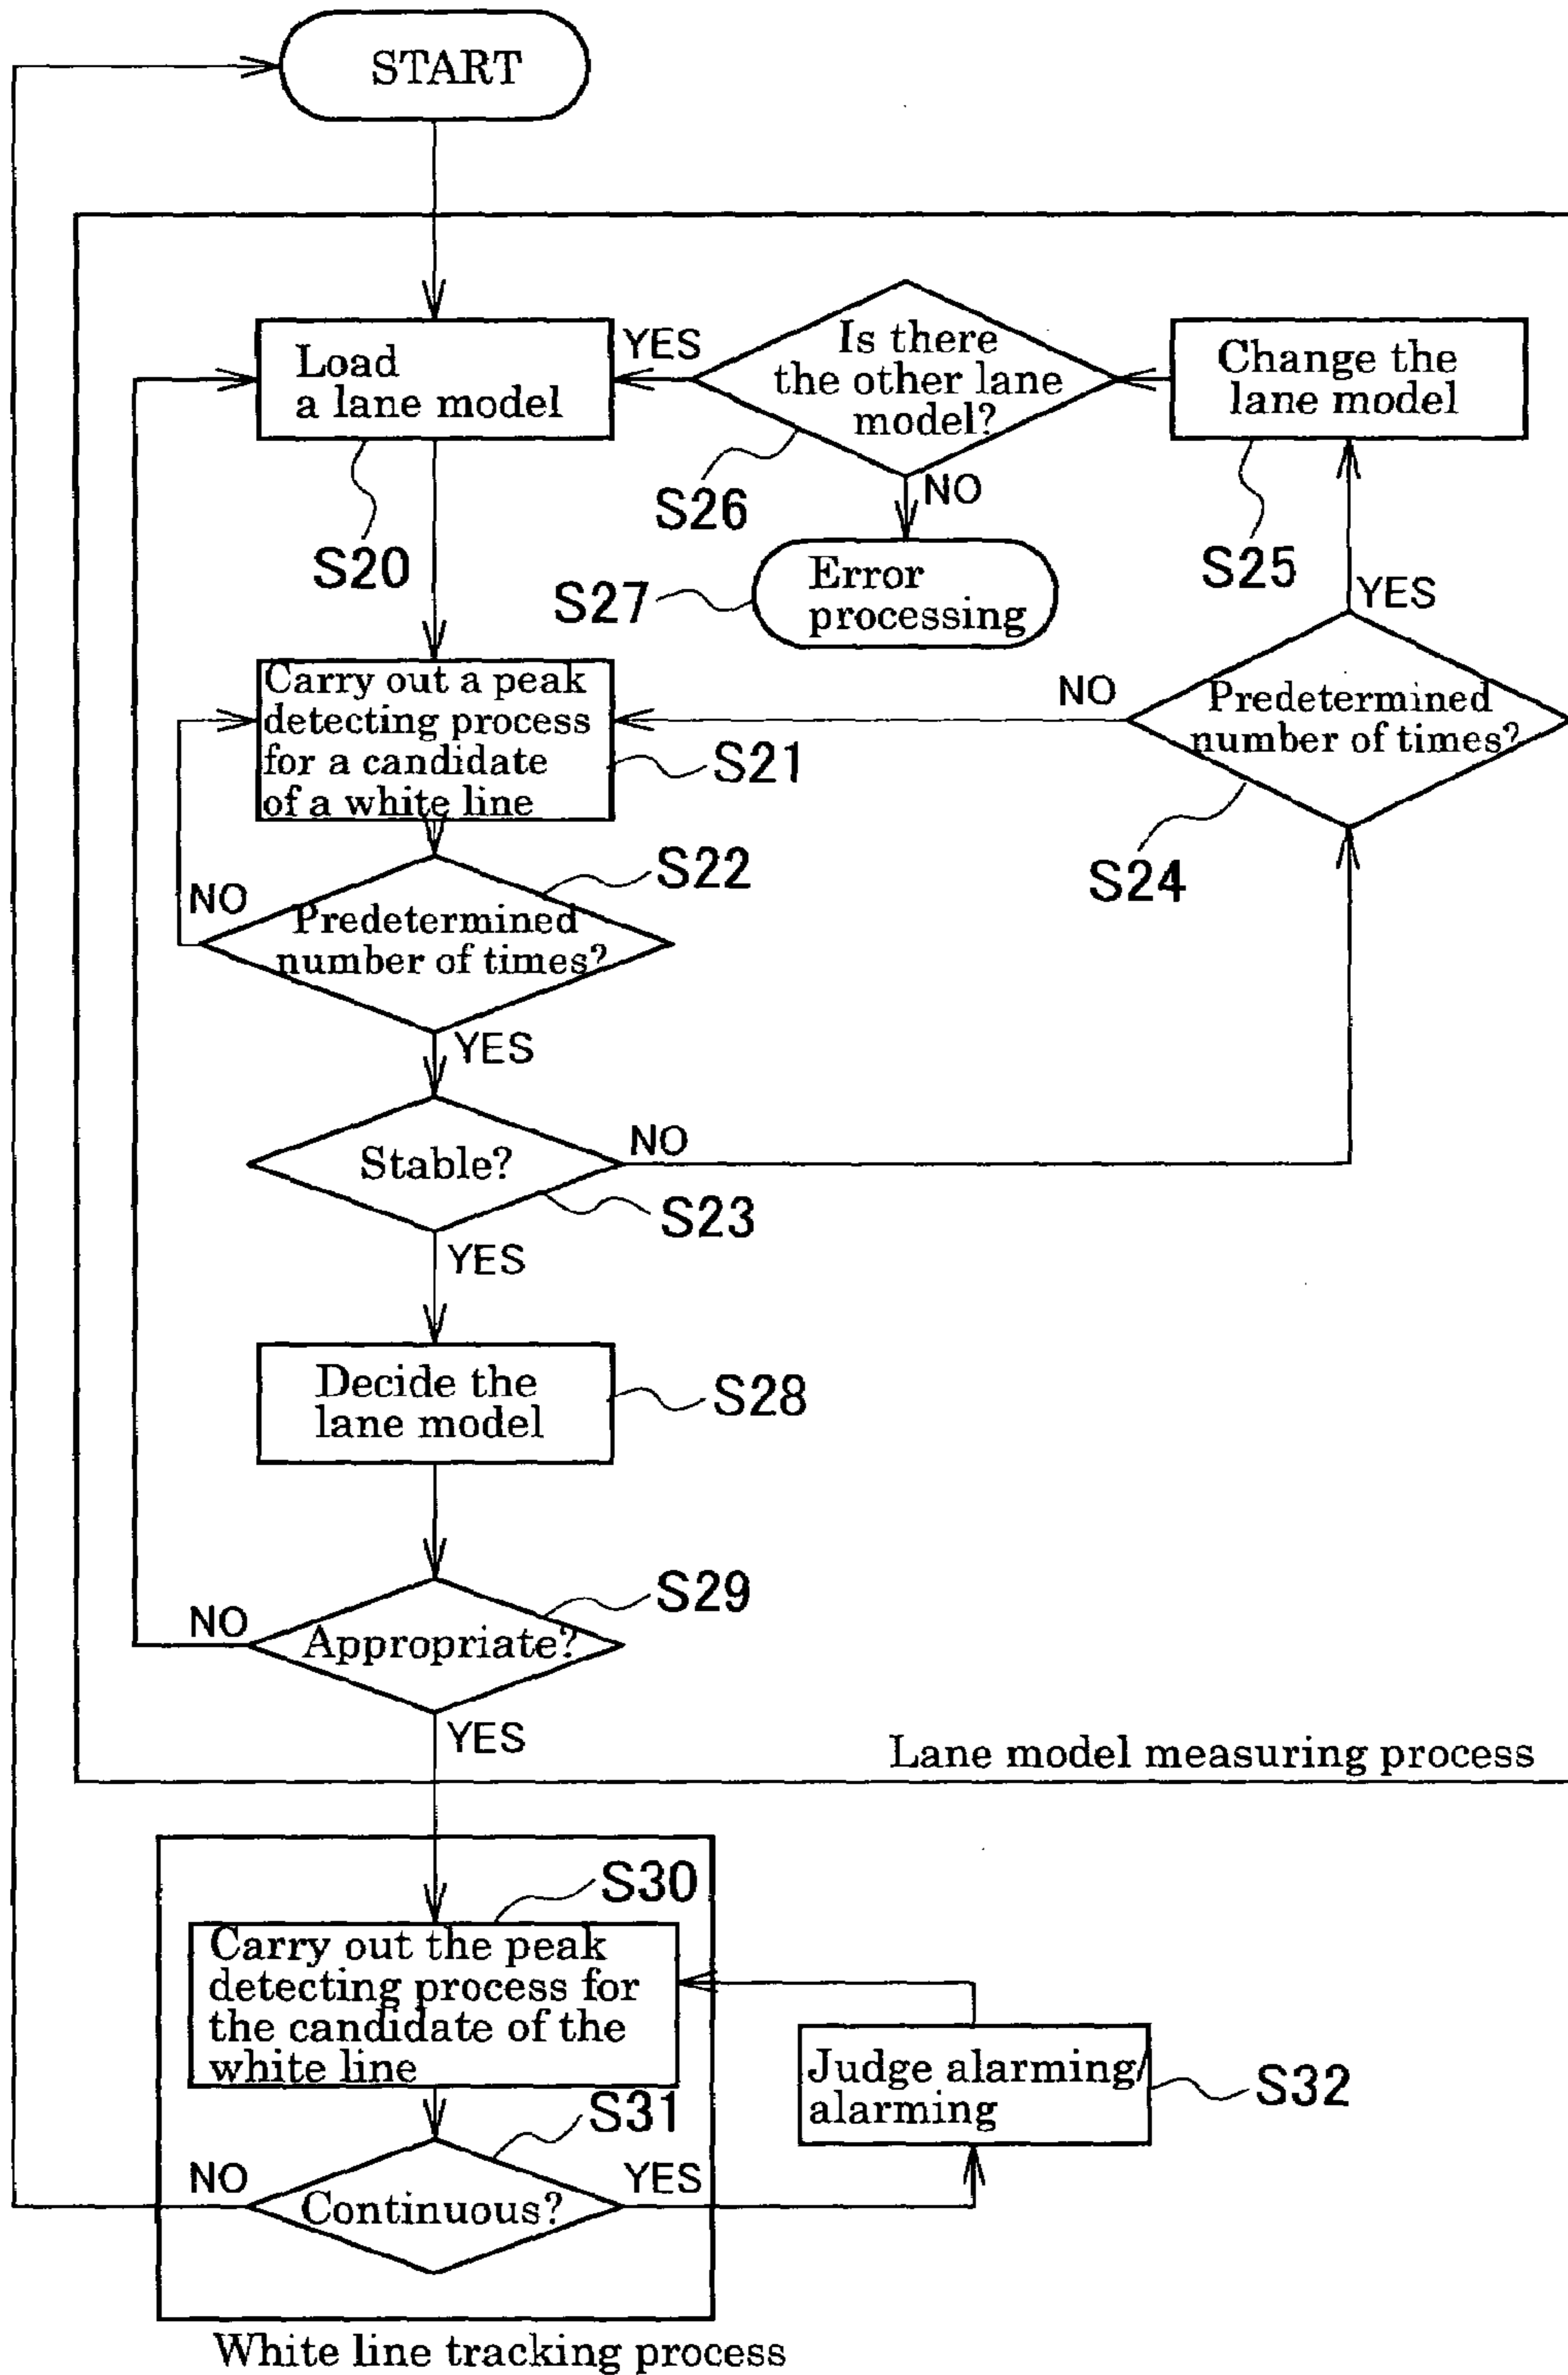 START
Load
a lane model
S20
YES
Is there
the other lane
model?
S26
NO
Error
processing
S27
Change the
lane model
S25
YES
Predetermined
number of times?
S24
NO
Carry out a peak
detecting process
for a candidate
of a white line
S21
S22
NO
Predetermined
number of times?
YES
Stable?
NO
S23
YES
Decide the
lane model
S28
S29
NO
Appropriate?
YES
Lane model measuring process
S30
Carry out the peak
detecting process for
the candidate of the
white line
S31
NO
Continuous?
YES
Judge alarming/
alarming
S32
White line tracking process